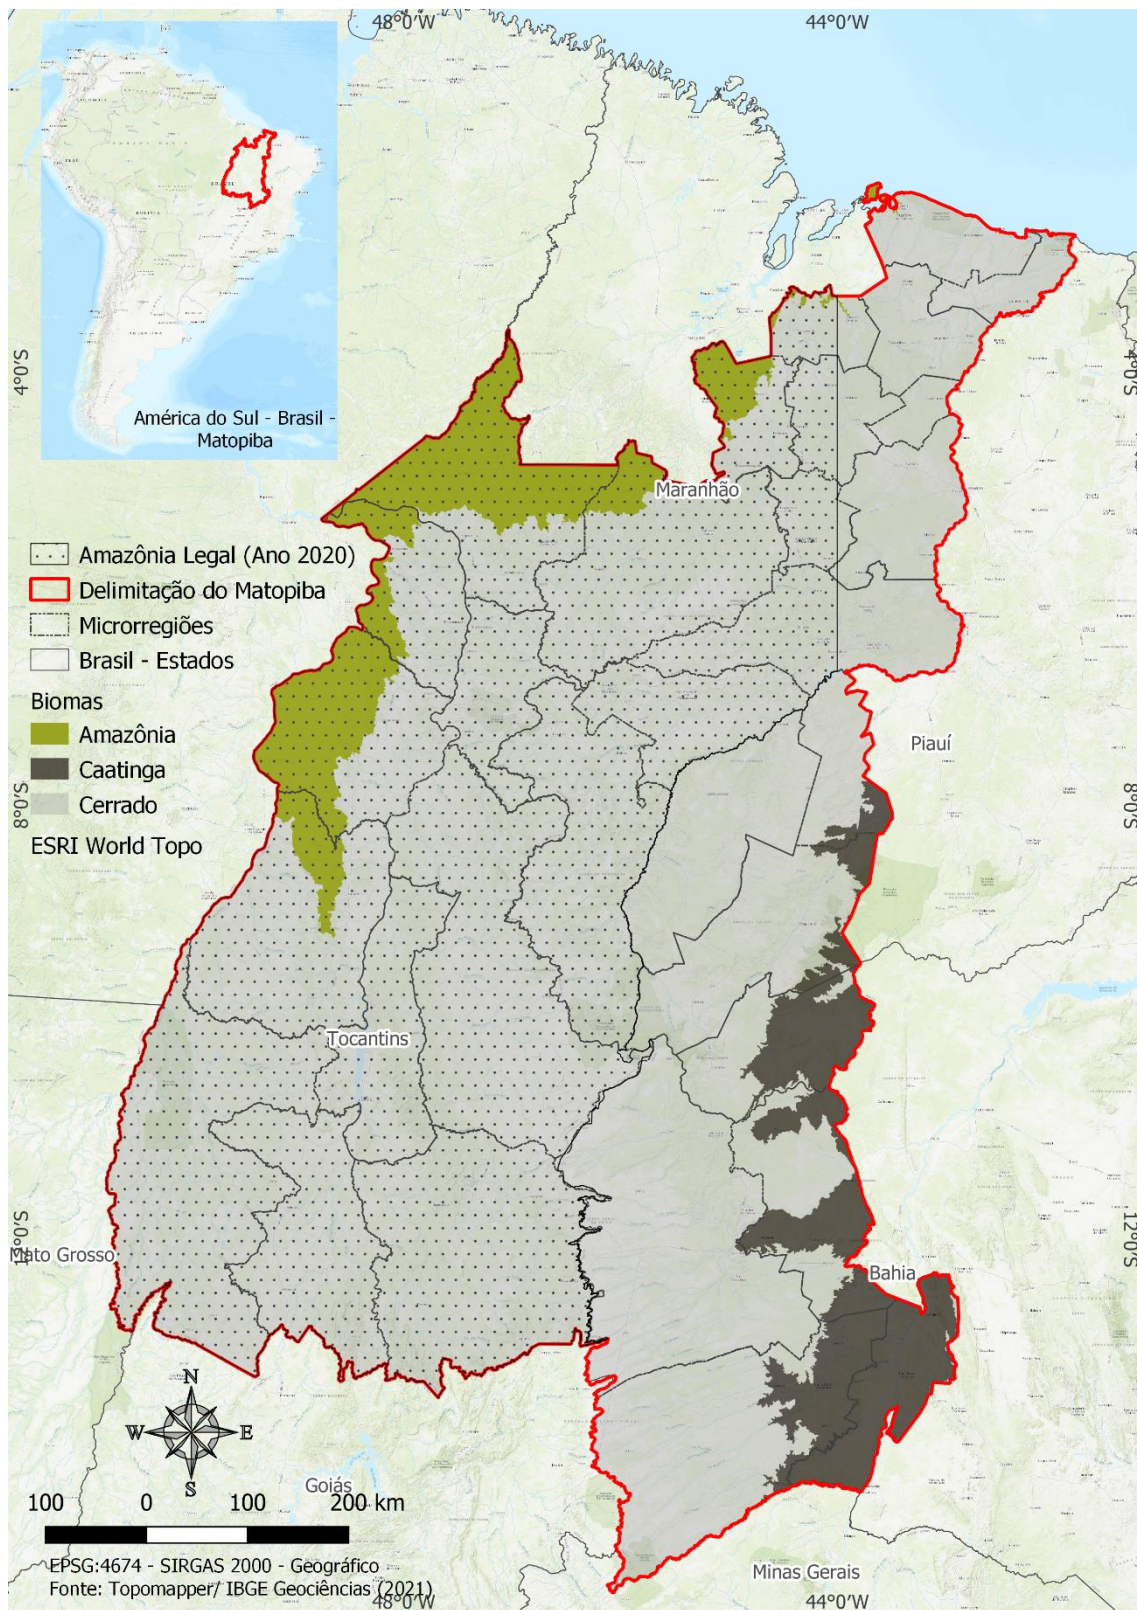 48°0'W
44°0'W
América do Sul - Brasil -
Matopiba
4°0'S
4°0'S
Maranhão
Amazônia Legal (Ano 2020)
Delimitação do Matopiba
Microrregiões
Brasil - Estados
Biomas
Amazônia
Caatinga
Cerrado
ESRI World Topo
Piauí
8°0'S
8°0'S
Tocantins
12°0'S
12°0'S
Mato Grosso
Bahia
N
W
E
S
Goiás
100 0 100 200 km
EPSG:4674 - SIRGAS 2000 - Geográfico
Fonte: Topomapper/ IBGE Geociências (2021)
Minas Gerais
48°0'W
44°0'W